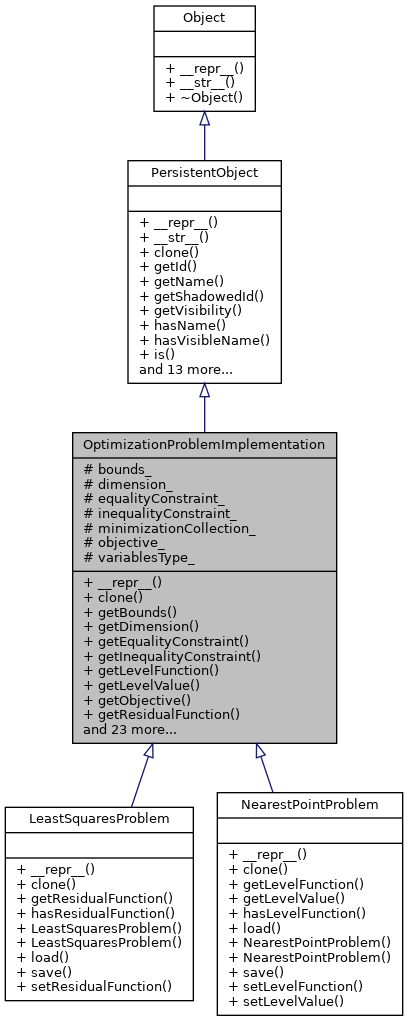 Object
+ __repr__()
+ __str__()
+ ~Object()
PersistentObject
+ __repr__()
+ __str__()
+ clone()
+ getId()
+ getName()
+ getShadowedId()
+ getVisibility()
+ hasName()
+ hasVisibleName()
+ is()
and 13 more...
OptimizationProblemImplementation
# bounds_
# dimension_
# equalityConstraint_
# inequalityConstraint_
# minimizationCollection_
# objective_
# variablesType_
+ __repr__()
+ clone()
+ getBounds()
+ getDimension()
+ getEqualityConstraint()
+ getInequalityConstraint()
+ getLevelFunction()
+ getLevelValue()
+ getObjective()
+ getResidualFunction()
and 23 more...
LeastSquaresProblem
+ __repr__()
+ clone()
+ getResidualFunction()
+ hasResidualFunction()
+ LeastSquaresProblem()
+ LeastSquaresProblem()
+ load()
+ save()
+ setResidualFunction()
NearestPointProblem
+ __repr__()
+ clone()
+ getLevelFunction()
+ getLevelValue()
+ hasLevelFunction()
+ load()
+ NearestPointProblem()
+ NearestPointProblem()
+ save()
+ setLevelFunction()
+ setLevelValue()